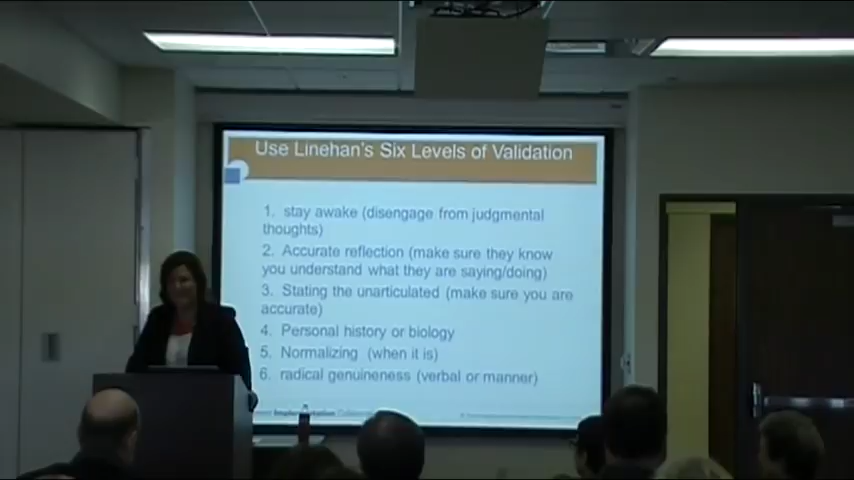 Use Linehan's Six Levels of Validation
1. stay awake (disengage from judgmental
thoughts)
2. Accurate reflection (make sure they know
you understand what they are saying/doing)
3. Stating the unarticulated (make sure you are
accurate)
4. Personal history or biology
5. Normalizing (when it is)
6. radical genuineness (verbal or manner)
Implementation